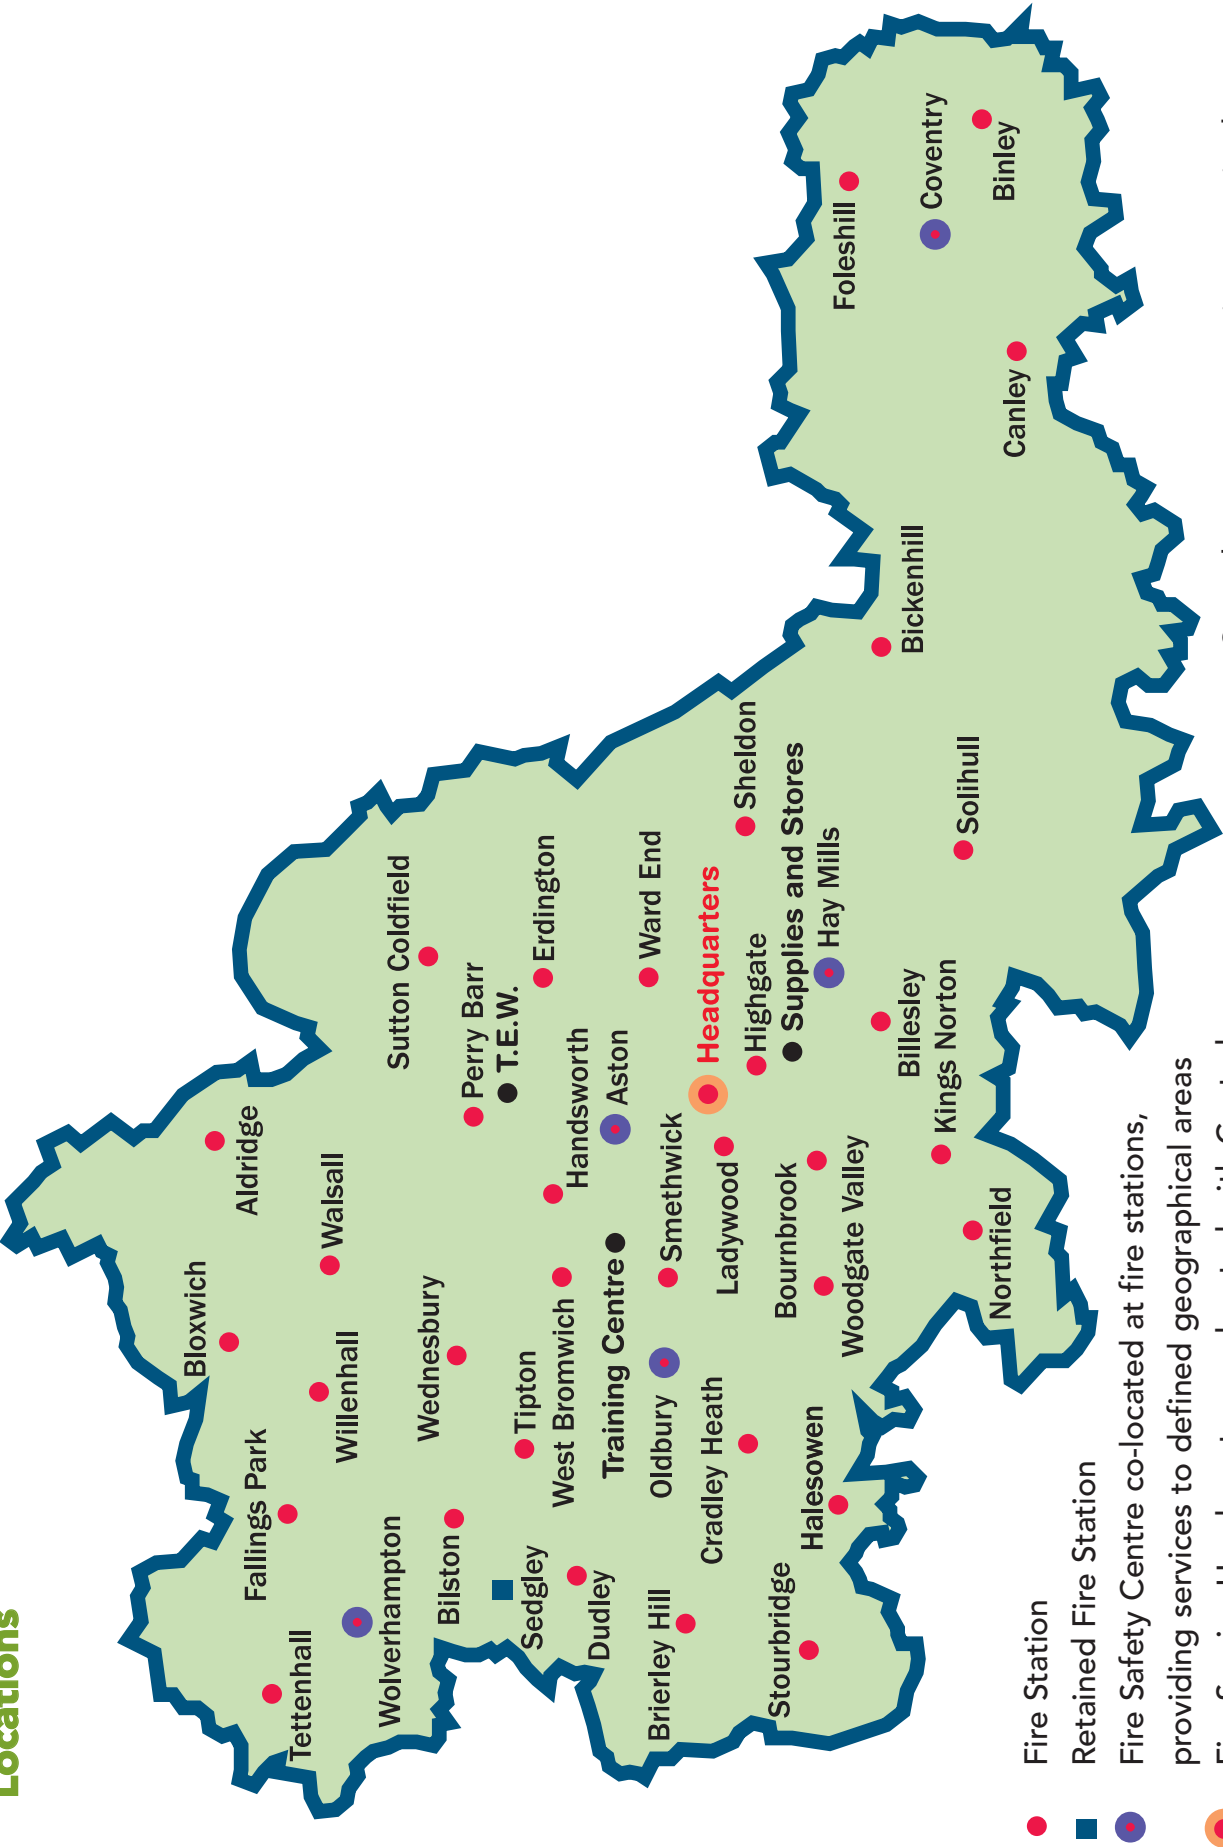 Locations
Tettenhall
Fallings Park
Wolverhampton
Bloxwich
Aldridge
Willenhall
Walsall
Wednesbury
Bilston
Sedgley
Sutton Coldfield
Perry Barr
T.E.W.
Tipton
Dudley
Erdington
West Bromwich
Handsworth
Aston
Training Centre
Brierley Hill
Oldbury
Smethwick
Ward End
Headquarters
Cradley Heath
Ladywood
Highgate
Sheldon
Supplies and Stores
Hay Mills
Stourbridge
Halesowen
Bournbrook
Woodgate Valley
Billesley
Kings Norton
Northfield
Solihull
Bickenhill
Foleshill
Coventry
Binley
Canley
Fire Station
Retained Fire Station
Fire Safety Centre co-located at fire stations,
providing services to defined geographical areas